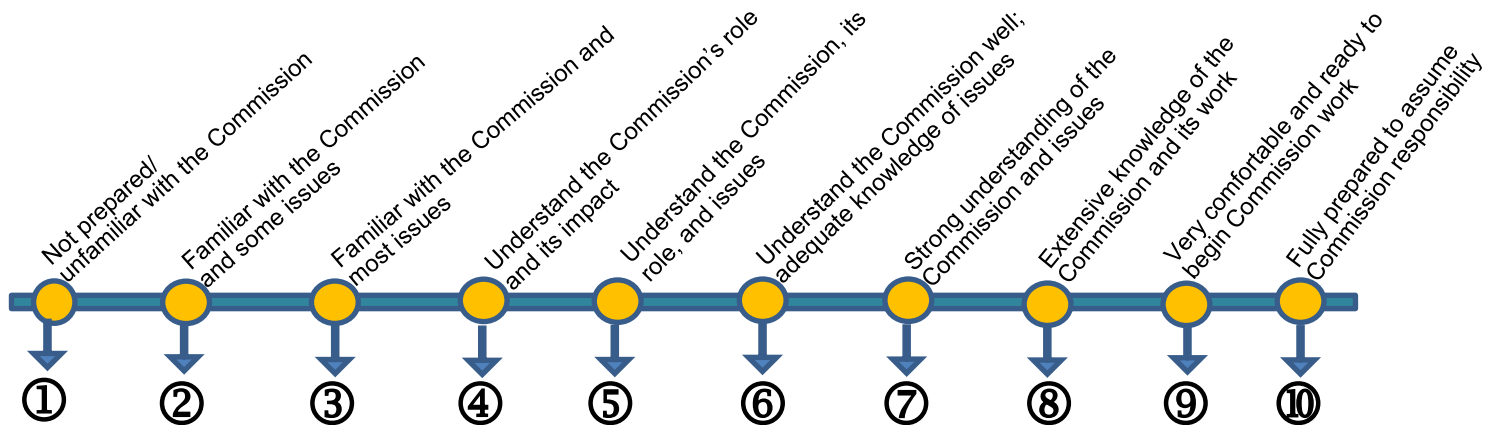 Not prepared/
unfamiliar with the Commission
Familiar with the Commission
and some issues
Familiar with the Commission and
most issues
Understand the Commission’s role
and its impact
Understand the Commission, its
role, and issues
Understand the Commission well;
adequate knowledge of issues
Strong understanding of the
Commission and issues
Extensive knowledge of the
Commission and its work
Very comfortable and ready to
begin Commission work
Fully prepared to assume
Commission responsibility
① ② ③ ④ ⑤ ⑥ ⑦ ⑧ ⑨ ⑩